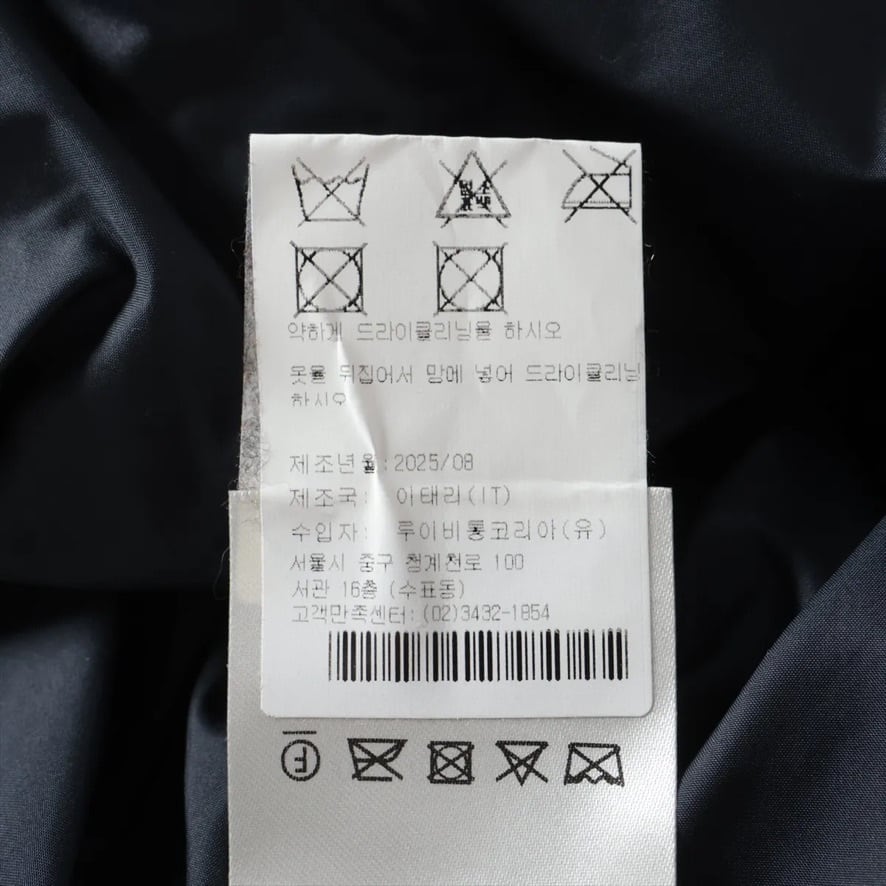 약하게 드라이클리닝을 하시오
옷을 뒤집어서 망에 넣어 드라이클리닝
하시오
제조년월:2025/08
제조국: 이태리(IT)
수입자: 루이비통코리아(유)
서울시 중구 청계천로 100
서관 16층 (수표동)
고객만족센터:(02)3432-1854
F